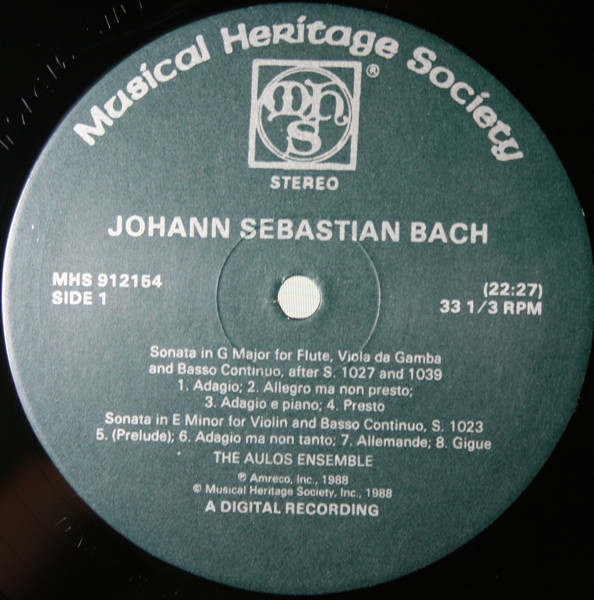 Musical Heritage Society
MHS
®
STEREO
JOHANN SEBASTIAN BACH
MHS 912154
SIDE 1
(22:27)
33 1/3 RPM
Sonata in G Major for Flute, Viola da Gamba
and Basso Continuo, after S. 1027 and 1039
1. Adagio; 2. Allegro ma non presto;
3. Adagio e piano; 4. Presto
Sonata in E Minor for Violin and Basso Continuo, S. 1023
5. (Prelude); 6. Adagio ma non tanto; 7. Allemande; 8. Gigue
THE AULOS ENSEMBLE
℗ Amreco, Inc., 1988
© Musical Heritage Society, Inc., 1988
A DIGITAL RECORDING